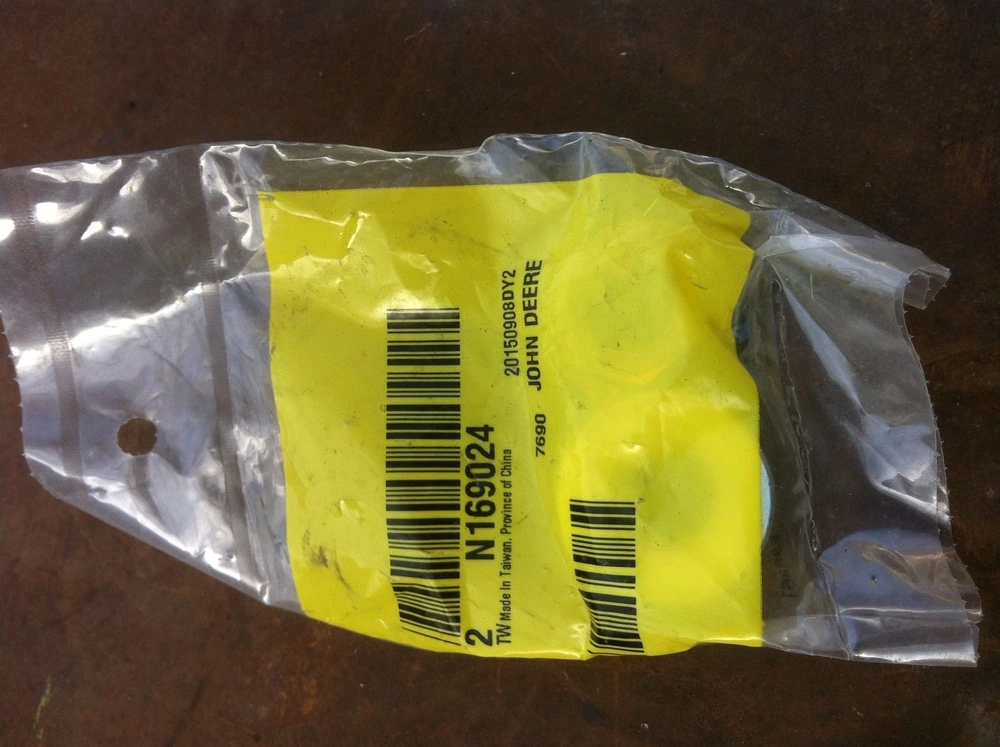 2 N169024
TW Made In Taiwan, Province of China
20150908DY2
7690 JOHN DEERE